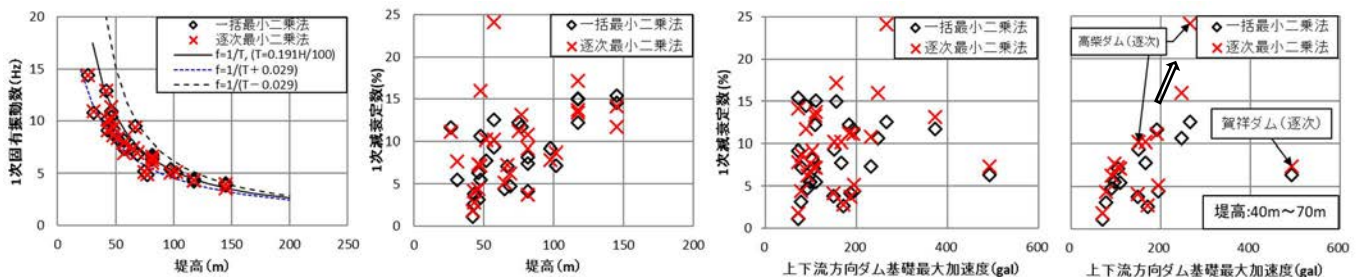 一括最小二乗法
逐次最小二乗法
f=1/T, (T=0.191H/100)
f=1/(T+0.029)
f=1/(T−0.029)
1次固有振動数(Hz)
20
15
10
5
0
0 50 100 150 200 250
堤高(m)
一括最小二乗法
逐次最小二乗法
1次減衰定数(%)
25
20
15
10
5
0
0 50 100 150 200
堤高(m)
一括最小二乗法
逐次最小二乗法
1次減衰定数(%)
25
20
15
10
5
0
0 200 400 600
上下流方向ダム基礎最大加速度(gal)
一括最小二乗法
逐次最小二乗法
高柴ダム(逐次)
賀祥ダム(逐次)
堤高:40m～70m
0 200 400 600
上下流方向ダム基礎最大加速度(gal)